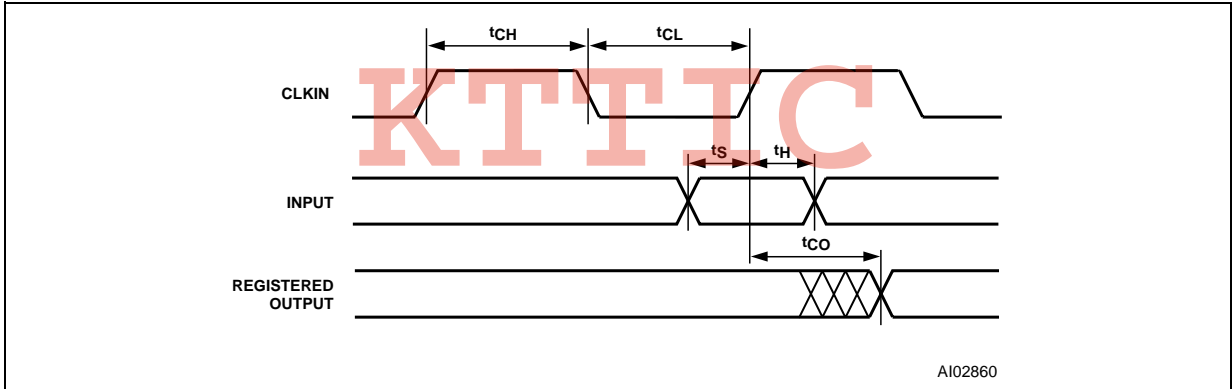 tCH tCL
CLKIN
KTTIC
tS tH
INPUT
tCO
REGISTERED
OUTPUT
AI02860